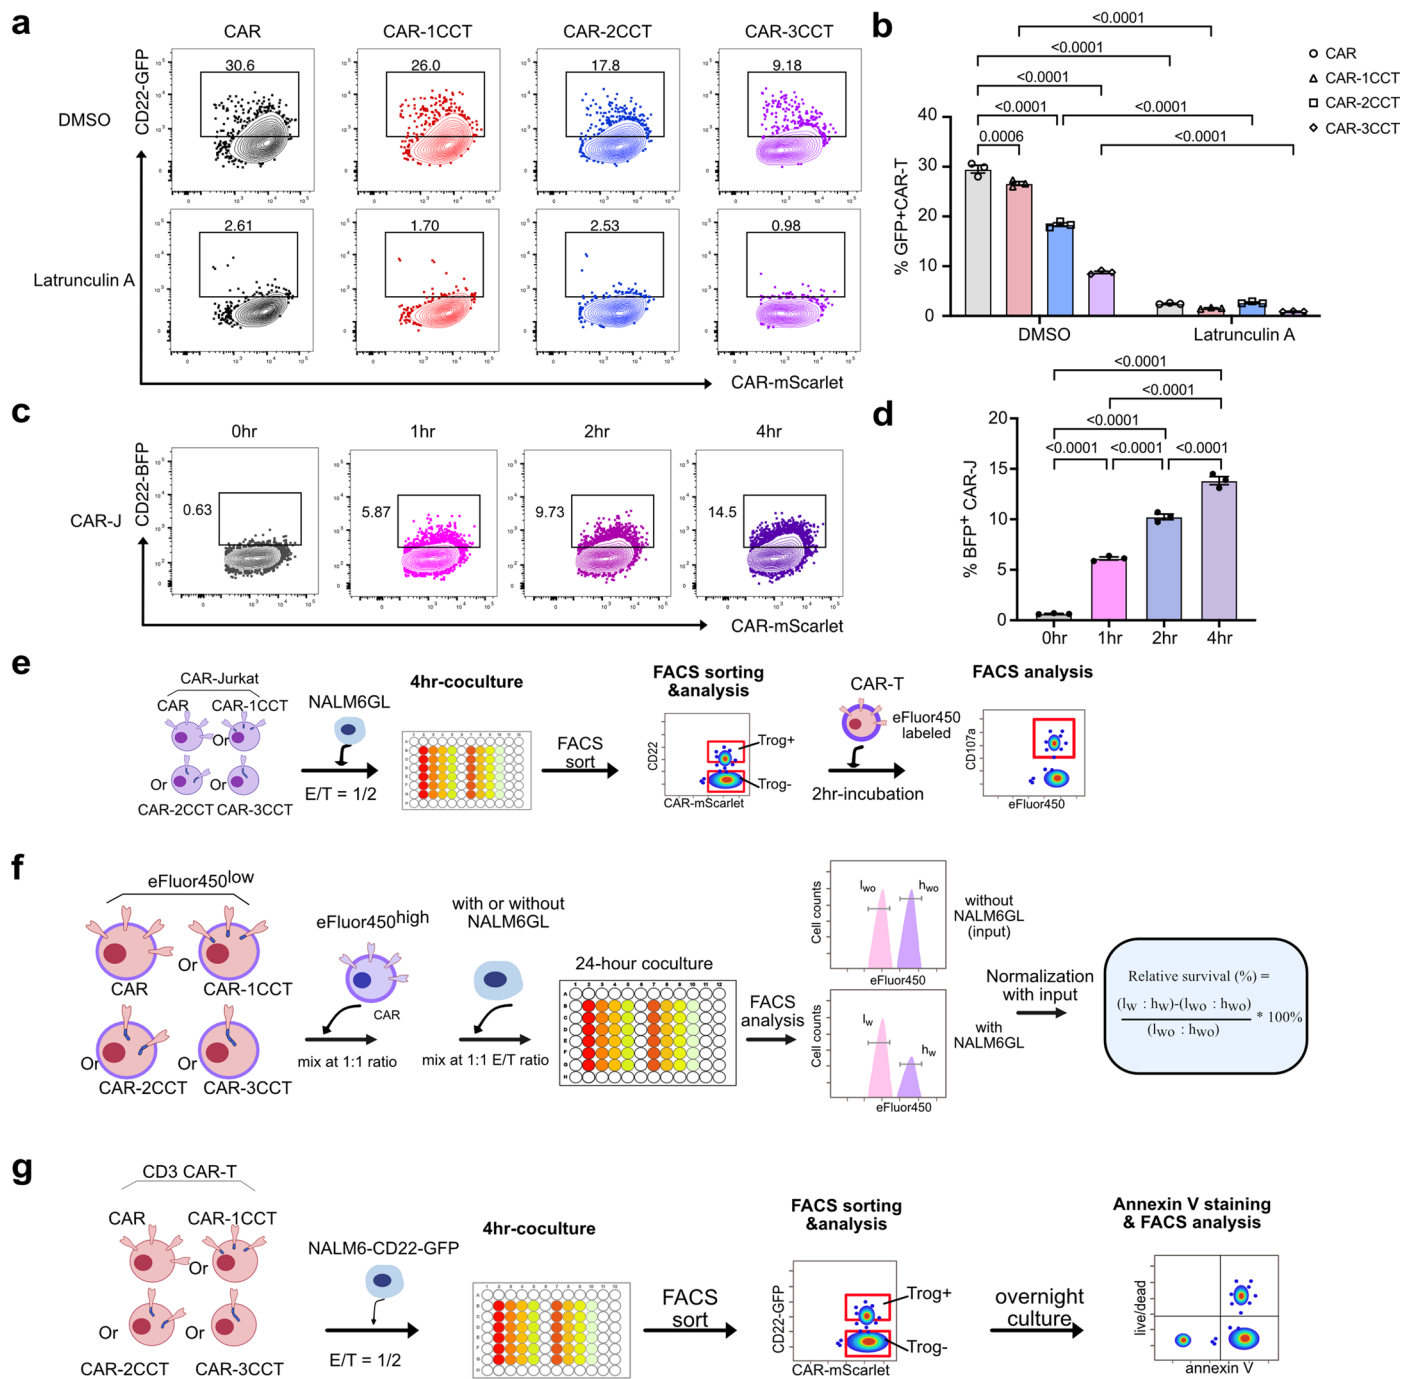 a
CAR
CAR-1CCT
CAR-2CCT
CAR-3CCT
CD22-GFP
DMSO
30.6
26.0
17.8
9.18
Latrunculin A
2.61
1.70
2.53
0.98
CAR-mScarlet
b
<0.0001
<0.0001
<0.0001
<0.0001
<0.0001
0.0006
<0.0001
CAR
CAR-1CCT
CAR-2CCT
CAR-3CCT
% GFP+CAR-T
40
30
20
10
0
DMSO
Latrunculin A
c
0hr
1hr
2hr
4hr
CD22-BFP
CAR-J
0.63
5.87
9.73
14.5
CAR-mScarlet
d
<0.0001
<0.0001
<0.0001
<0.0001
<0.0001
<0.0001
% BFP+ CAR-J
20
15
10
5
0
0hr
1hr
2hr
4hr
e
CAR-Jurkat
CAR
CAR-1CCT
Or
Or
Or
CAR-2CCT
CAR-3CCT
NALM6GL
E/T = 1/2
4hr-coculture
FACS
sort
FACS sorting
&analysis
CD22
CAR-mScarlet
Trog+
Trog-
CAR-T
eFluor450
labeled
2hr-incubation
FACS analysis
CD107a
eFluor450
f
eFluor450low
CAR
Or
CAR-1CCT
Or
CAR-2CCT
Or
CAR-3CCT
eFluor450high
CAR
mix at 1:1 ratio
with or without
NALM6GL
mix at 1:1 E/T ratio
24-hour coculture
FACS
analysis
Cell counts
lwo
hwo
eFluor450
without
NALM6GL
(input)
Cell counts
lw
hw
eFluor450
with
NALM6GL
Normalization
with input
Relative survival (%) =
(lw : hw)-(lwo : hwo)
(lwo : hwo)
* 100%
g
CD3 CAR-T
CAR
CAR-1CCT
Or
Or
Or
CAR-2CCT
CAR-3CCT
NALM6-CD22-GFP
E/T = 1/2
4hr-coculture
FACS
sort
FACS sorting
&analysis
CD22-GFP
CAR-mScarlet
Trog+
Trog-
overnight
culture
Annexin V staining
& FACS analysis
live/dead
annexin V